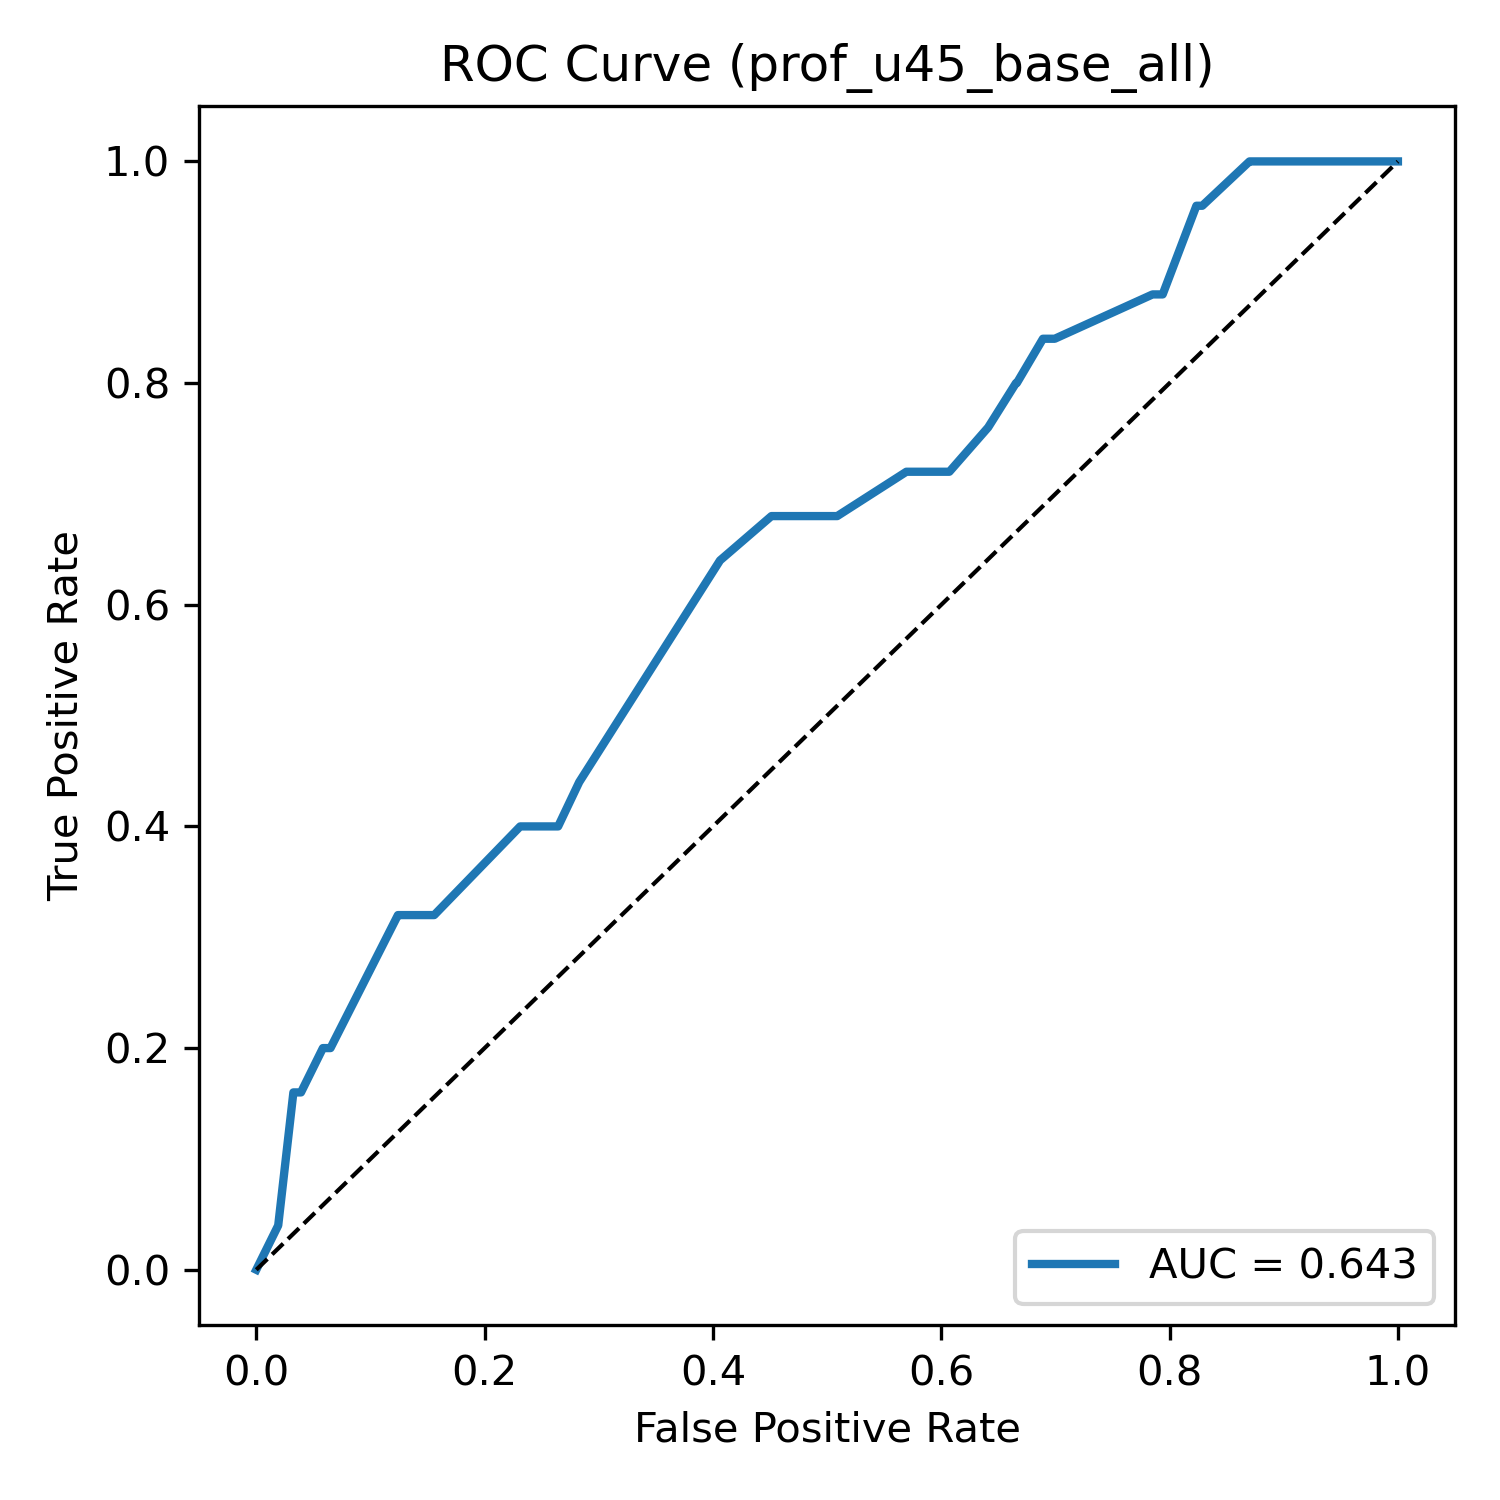 ROC Curve (prof_u45_base_all)
True Positive Rate
1.0
0.8
0.6
0.4
0.2
0.0
AUC = 0.643
0.0 0.2 0.4 0.6 0.8 1.0
False Positive Rate